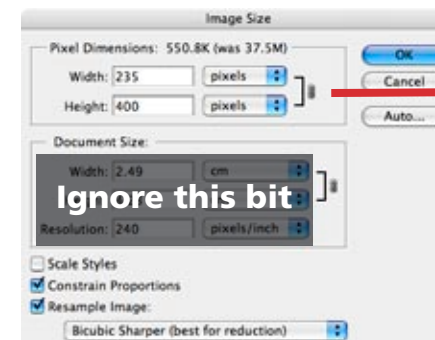 Image Size
Pixel Dimensions: 550.8K (was 37.5M)
OK
Width: 235 pixels
Cancel
Height: 400 pixels
Auto...
Document Size:
Width: 2.49 cm
Ignore this bit
Resolution: 240 pixels/inch
Scale Styles
Constrain Proportions
Resample Image:
Bicubic Sharper (best for reduction)